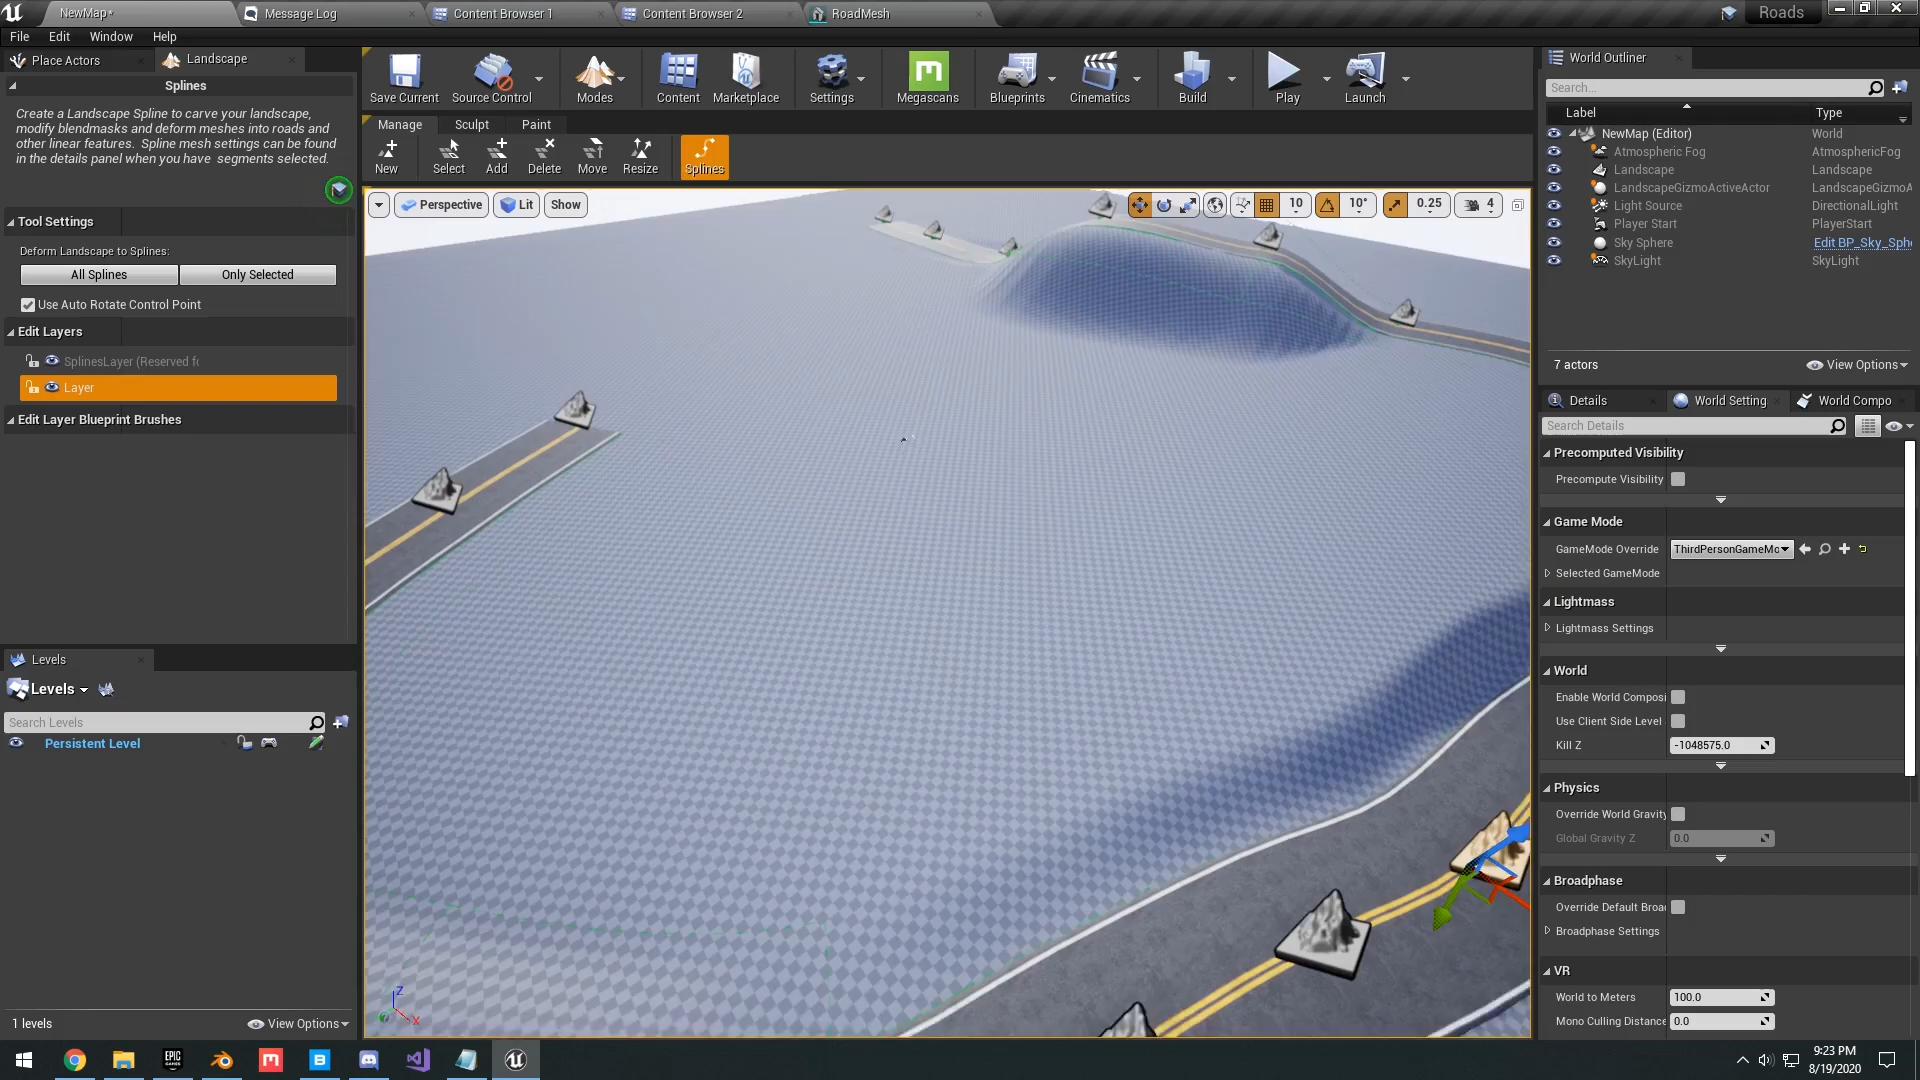 NewMap*
Message Log
Content Browser 1
Content Browser 2
RoadMesh
Roads
File
Edit
Window
Help
Place Actors
Landscape
Splines
Create a Landscape Spline to carve your landscape,
modify blendmasks and deform meshes into roads and
other linear features.  Spline mesh settings can be found
in the details panel when you have  segments selected.
Tool Settings
Deform Landscape to Splines:
All Splines
Only Selected
Use Auto Rotate Control Point
Edit Layers
SplinesLayer (Reserved fo
Layer
Edit Layer Blueprint Brushes
Levels
Levels
Search Levels
Persistent Level
1 levels
View Options
Save Current
Source Control
Modes
Content
Marketplace
Settings
Megascans
Blueprints
Cinematics
Build
Play
Launch
Manage
Sculpt
Paint
New
Select
Add
Delete
Move
Resize
Splines
Perspective
Lit
Show
10
10°
0.25
4
Z
X
World Outliner
Search...
Label
Type
NewMap (Editor)
World
Atmospheric Fog
AtmosphericFog
Landscape
Landscape
LandscapeGizmoActiveActor
LandscapeGizmoA
Light Source
DirectionalLight
Player Start
PlayerStart
Sky Sphere
Edit BP_Sky_Sphe
SkyLight
SkyLight
7 actors
View Options
Details
World Setting
World Compo
Search Details
Precomputed Visibility
Precompute Visibility
Game Mode
GameMode Override
ThirdPersonGameMo
Selected GameMode
Lightmass
Lightmass Settings
World
Enable World Composi
Use Client Side Level
Kill Z
-1048575.0
Physics
Override World Gravity
Global Gravity Z
0.0
Broadphase
Override Default Broad
Broadphase Settings
VR
World to Meters
100.0
Mono Culling Distance
0.0
EPIC
GAMES
M
B
9:23 PM
8/19/2020